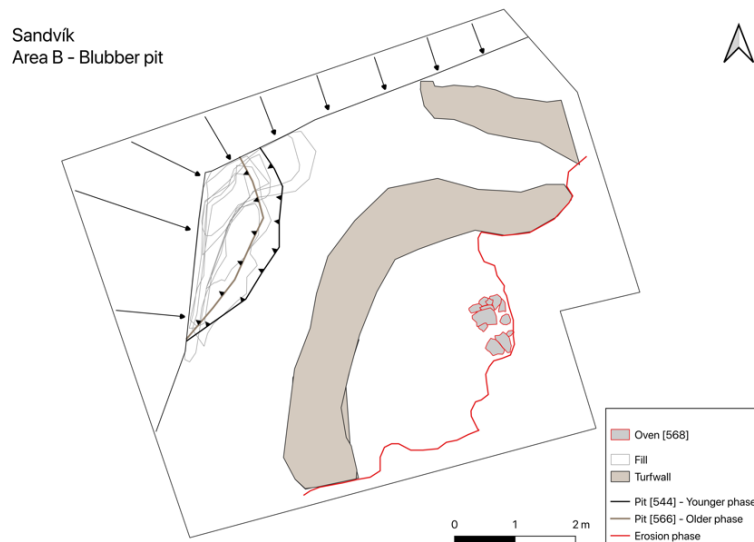 Sandvík
Area B - Blubber pit
Oven [568]
Fill
Turfwall
Pit [544] - Younger phase
Pit [566] - Older phase
Erosion phase
0 1 2 m